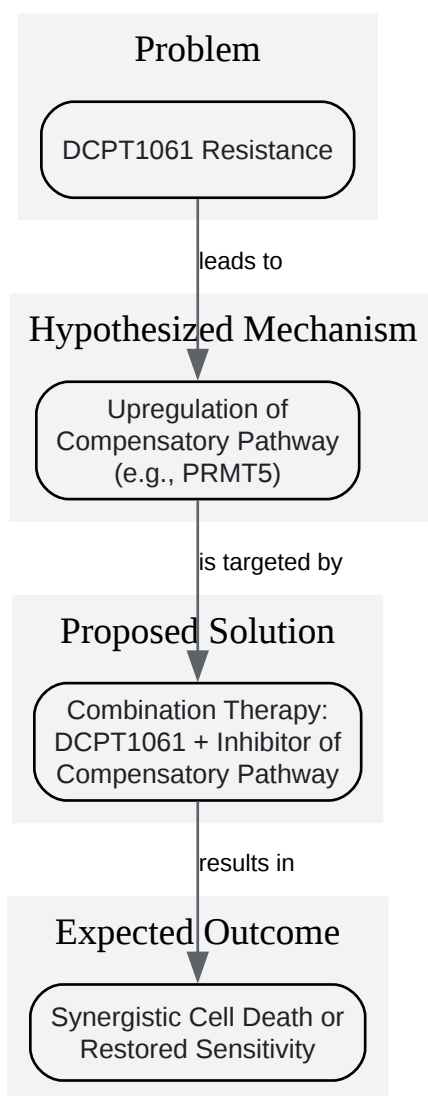 Problem
DCPT1061 Resistance
leads to
Hypothesized Mechanism
Upregulation of
Compensatory Pathway
(e.g., PRMT5)
is targeted by
Proposed Solution
Combination Therapy:
DCPT1061 + Inhibitor of
Compensatory Pathway
results in
Expected Outcome
Synergistic Cell Death or
Restored Sensitivity